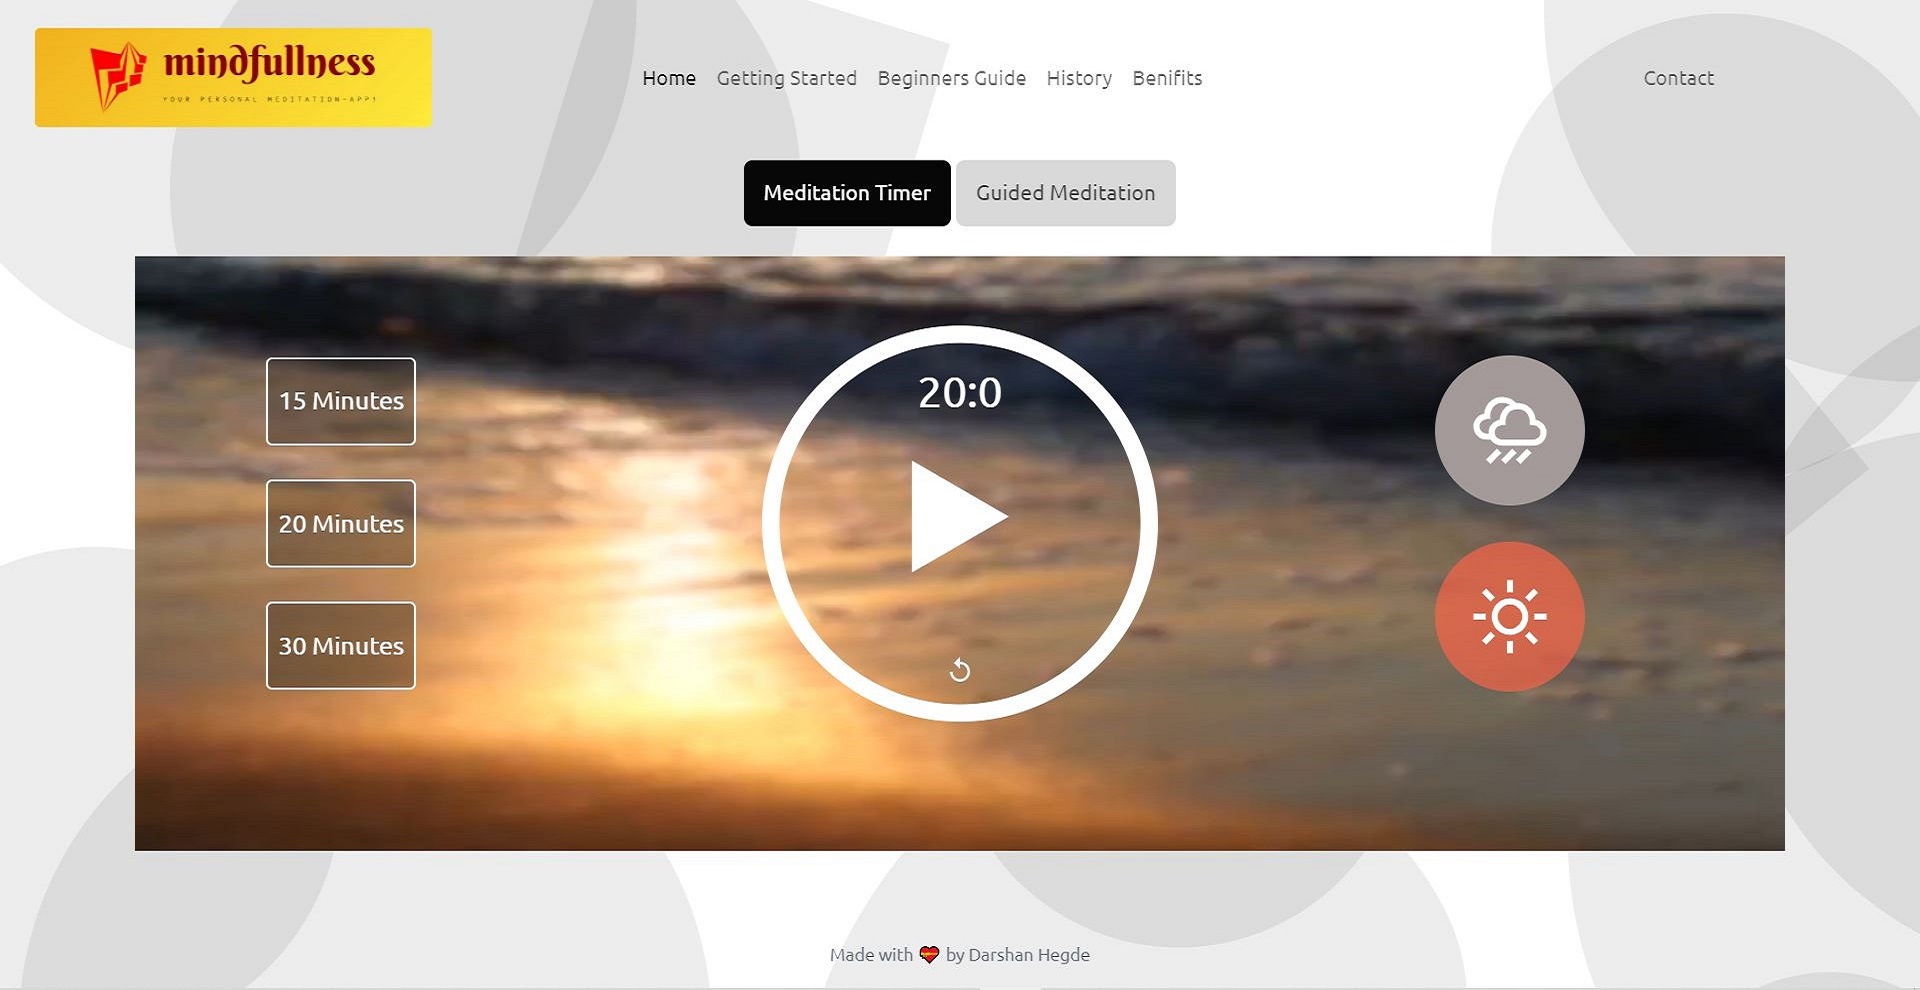 mindfullness
YOUR PERSONAL MEDITATION-APP!
Home Getting Started Beginners Guide History Benifits Contact
Meditation Timer Guided Meditation
15 Minutes
20 Minutes
30 Minutes
20:0
Made with ❤️ by Darshan Hegde